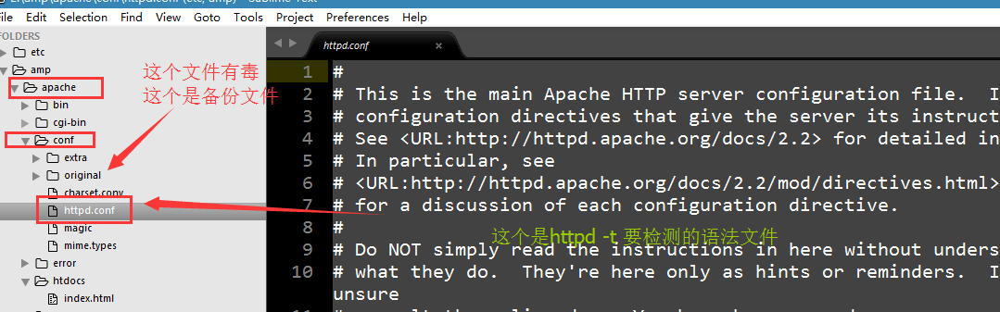 File Edit Selection Find View Goto Tools Project Preferences Help
FOLDERS
etc
amp
apache
bin
cgi-bin
conf
extra
original
charset.conv
httpd.conf
magic
mime.types
error
htdocs
index.html
这个文件有毒
这个是备份文件
httpd.conf
1 #
2 # This is the main Apache HTTP server configuration file. I
3 # configuration directives that give the server its instruct
4 # See <URL:http://httpd.apache.org/docs/2.2> for detailed in
5 # In particular, see
6 # <URL:http://httpd.apache.org/docs/2.2/mod/directives.html>
7 # for a discussion of each configuration directive.
8 #
这个是httpd -t 要检测的语法文件
9 # Do NOT simply read the instructions in here without unders
10 # what they do. They're here only as hints or reminders. I
unsure